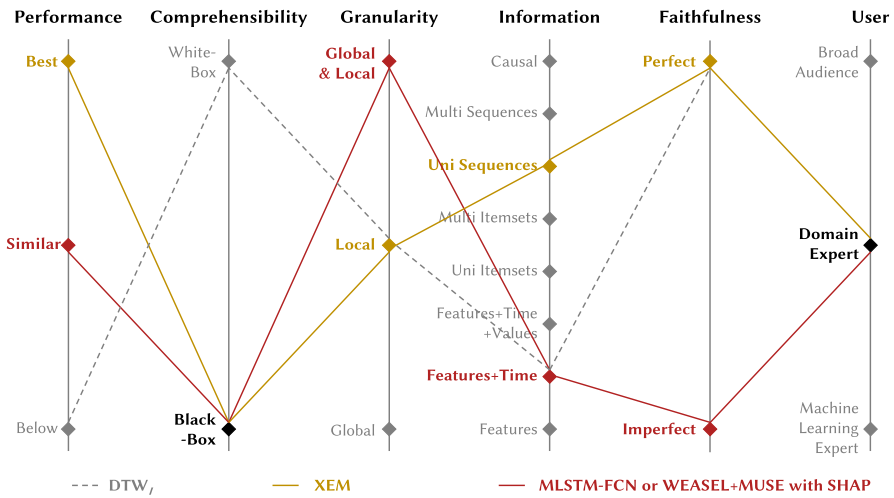 Performance Comprehensibility Granularity Information Faithfulness User
Best
White-
Box
Global
& Local
Causal
Perfect
Broad
Audience
Multi Sequences
Uni Sequences
Similar
Local
Multi Itemsets
Domain
Expert
Uni Itemsets
Features+Time
+Values
Features+Time
Below
Black
-Box
Global
Features
Imperfect
Machine
Learning
Expert
DTW_I XEM MLSTM-FCN or WEASEL+MUSE with SHAP